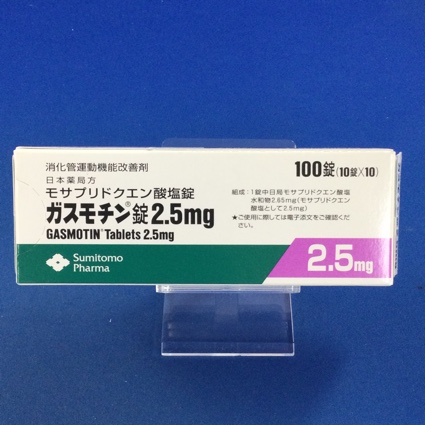 消化管運動機能改善剤
日本薬局方
モサプリドクエン酸塩錠
ガスモチン®錠2.5mg
GASMOTIN® Tablets 2.5mg
100錠(10錠×10)
組成:1錠中日局モサプリドクエン酸塩
水和物2.65mg(モサプリドクエン
酸塩として2.5mg)
★ご使用に際しては電子添文をご確認くだ
さい。
Sumitomo
Pharma
2.5mg